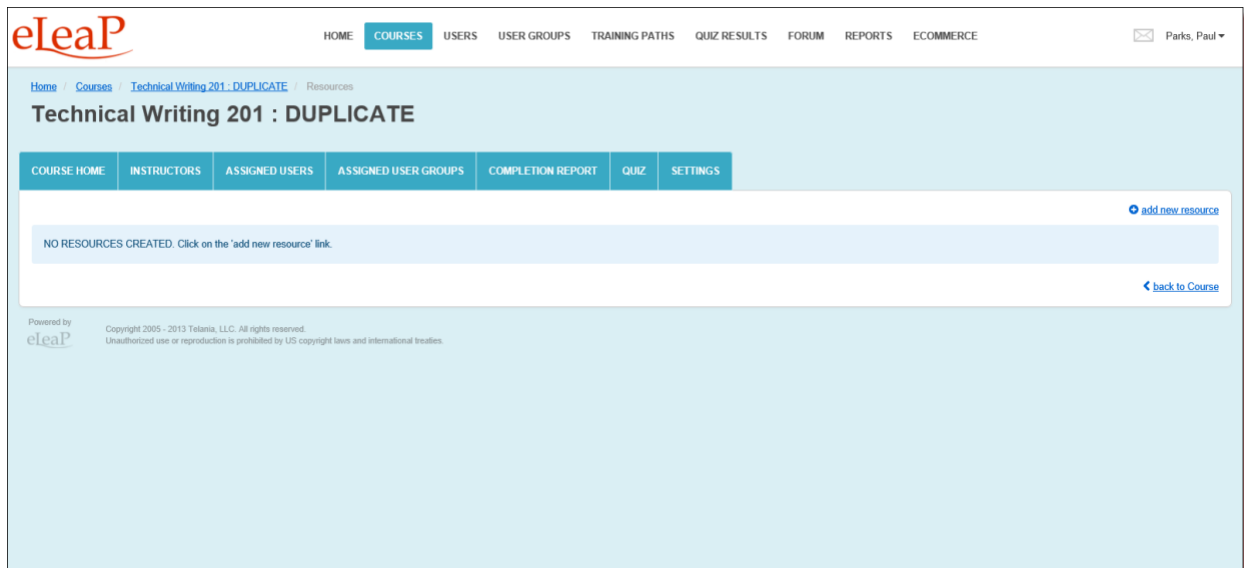 eLeaP
HOME COURSES USERS USER GROUPS TRAINING PATHS QUIZ RESULTS FORUM REPORTS ECOMMERCE Parks, Paul
Home / Courses / Technical Writing 201 : DUPLICATE / Resources
Technical Writing 201 : DUPLICATE
COURSE HOME INSTRUCTORS ASSIGNED USERS ASSIGNED USER GROUPS COMPLETION REPORT QUIZ SETTINGS
add new resource
NO RESOURCES CREATED. Click on the 'add new resource' link.
back to Course
Powered by
eLeaP
Copyright 2005 - 2013 Telania, LLC. All rights reserved.
Unauthorized use or reproduction is prohibited by US copyright laws and international treaties.